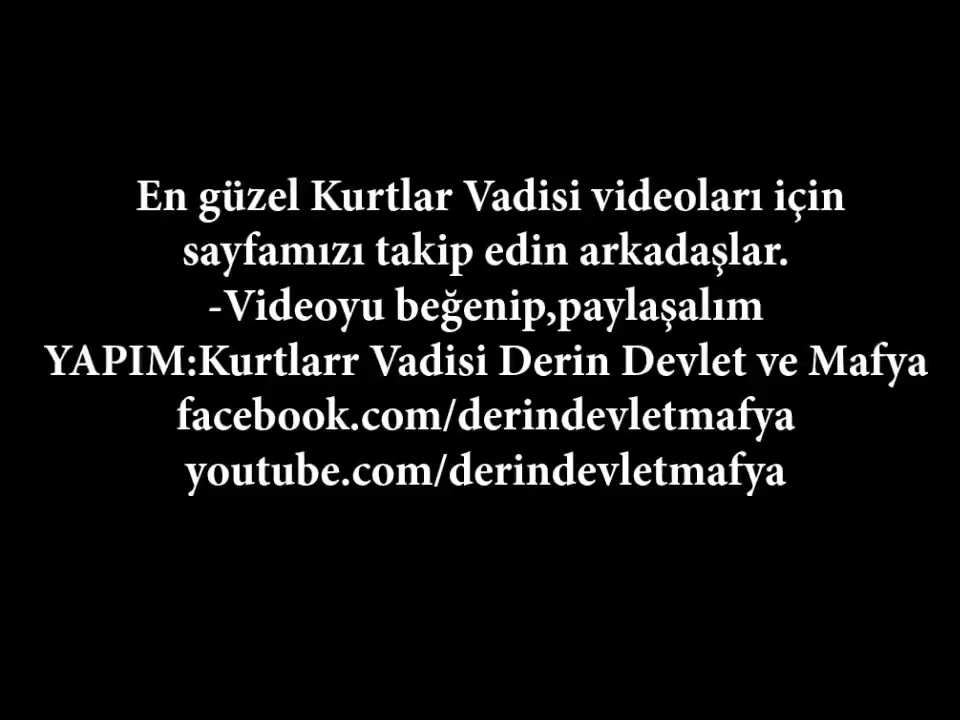 En güzel Kurtlar Vadisi videoları için
sayfamızı takip edin arkadaşlar.
-Videoyu beğenip,paylaşalım
YAPIM:Kurtlarr Vadisi Derin Devlet ve Mafya
facebook.com/derindevletmafya
youtube.com/derindevletmafya